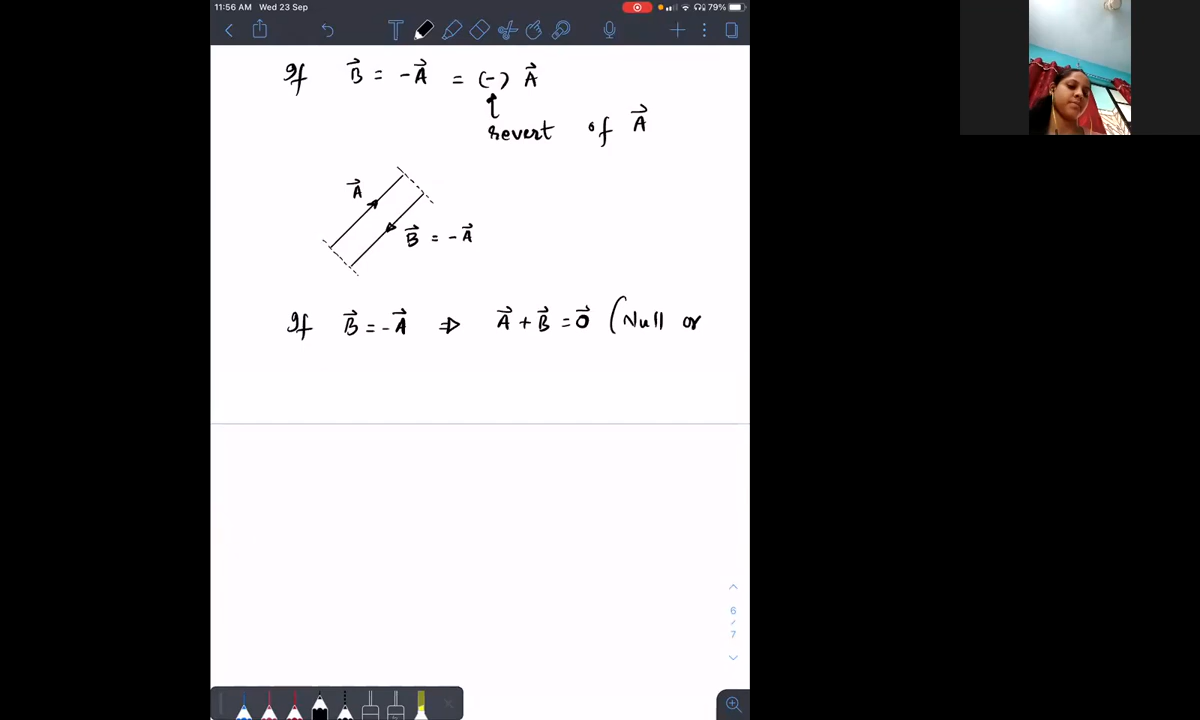 11:56 AM Wed 23 Sep 79%
If B⃗ = -A⃗ = (-) A⃗
revert of A⃗
A⃗
B⃗ = -A⃗
If B⃗ = -A⃗ ⇒ A⃗ + B⃗ = 0⃗ (Null or
6
/
7